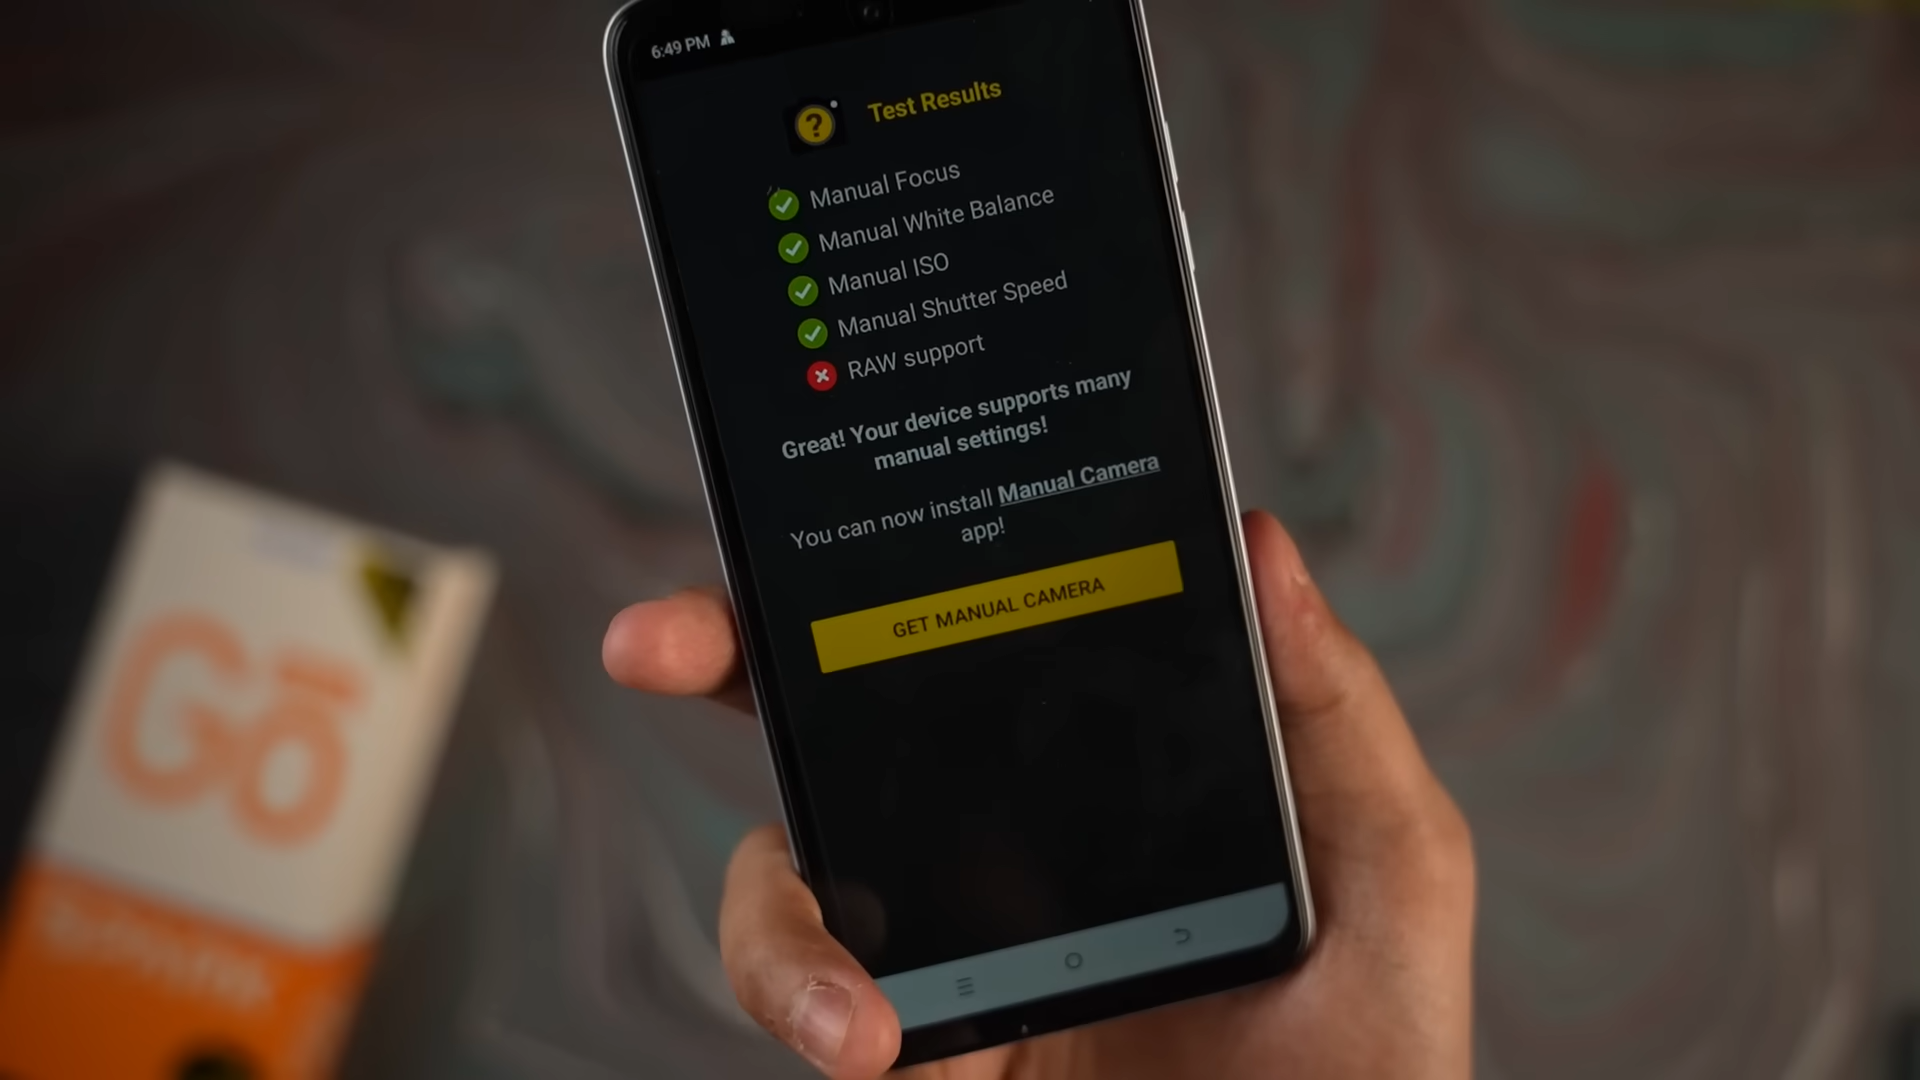 6:49 PM
Test Results
Manual Focus
Manual White Balance
Manual ISO
Manual Shutter Speed
RAW support
Great! Your device supports many
manual settings!
You can now install Manual Camera
app!
GET MANUAL CAMERA
Gō